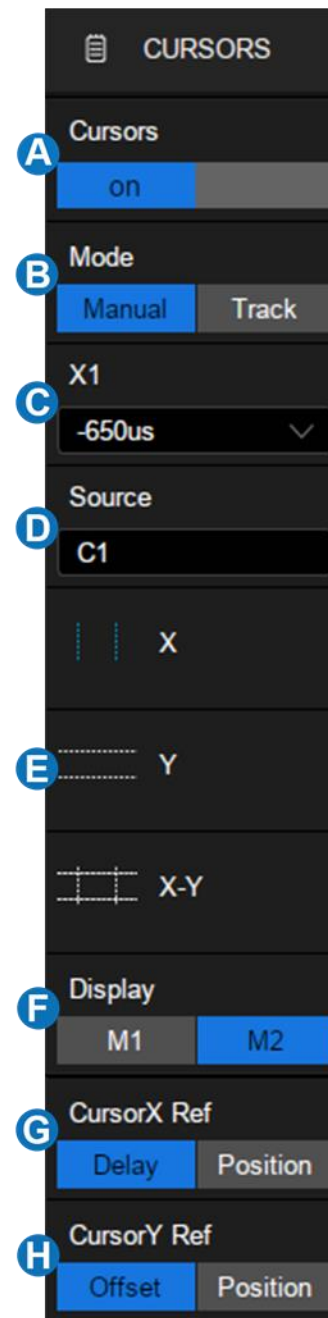 CURSORS
A
Cursors
on
B
Mode
Manual Track
C
X1
-650us
D
Source
C1
X
E
Y
X-Y
F
Display
M1 M2
G
CursorX Ref
Delay Position
H
CursorY Ref
Offset Position